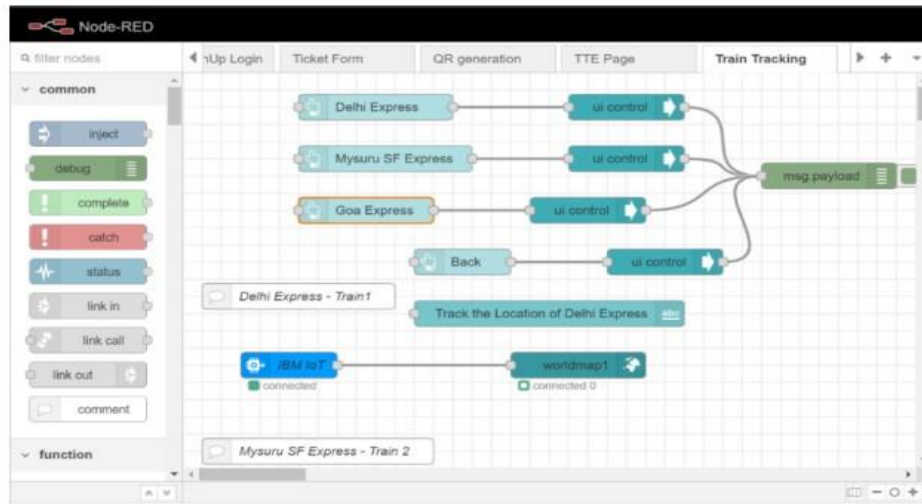 Node-RED
filter nodes
nUp Login
Ticket Form
QR generation
TTE Page
Train Tracking
common
inject
debug
complete
catch
status
link in
link call
link out
comment
function
Delhi Express
ui control
Mysuru SF Express
ui control
msg.payload
Goa Express
ui control
Back
ui control
Delhi Express - Train1
Track the Location of Delhi Express
abc
IBM IoT
connected
worldmap1
connected 0
Mysuru SF Express - Train 2